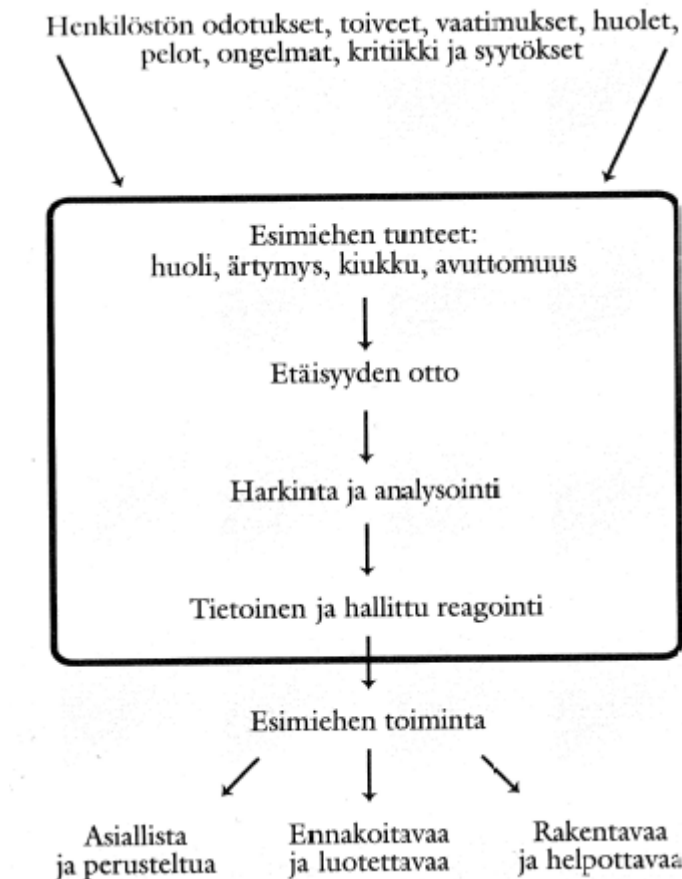 Henkilöstön odotukset, toiveet, vaatimukset, huolet,
pelot, ongelmat, kritiikki ja syytökset
Esimiehen tunteet:
huoli, ärtymys, kiukku, avuttomuus
Etäisyyden otto
Harkinta ja analysointi
Tietoinen ja hallittu reagointi
Esimiehen toiminta
Asiallista
ja perusteltua
Ennakoitavaa
ja luotettavaa
Rakentavaa
ja helpottavaa